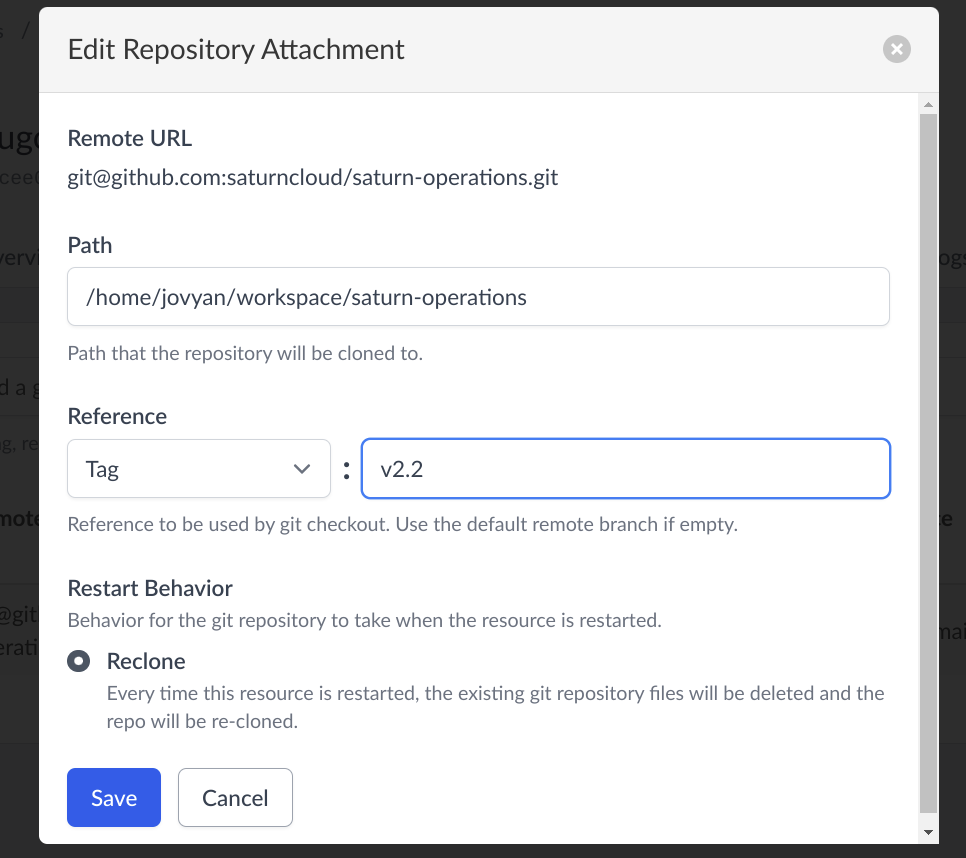 Edit Repository Attachment
Remote URL
git@github.com:saturncloud/saturn-operations.git
Path
/home/jovyan/workspace/saturn-operations
Path that the repository will be cloned to.
Reference
Tag : v2.2
Reference to be used by git checkout. Use the default remote branch if empty.
Restart Behavior
Behavior for the git repository to take when the resource is restarted.
Reclone
Every time this resource is restarted, the existing git repository files will be deleted and the
repo will be re-cloned.
Save Cancel